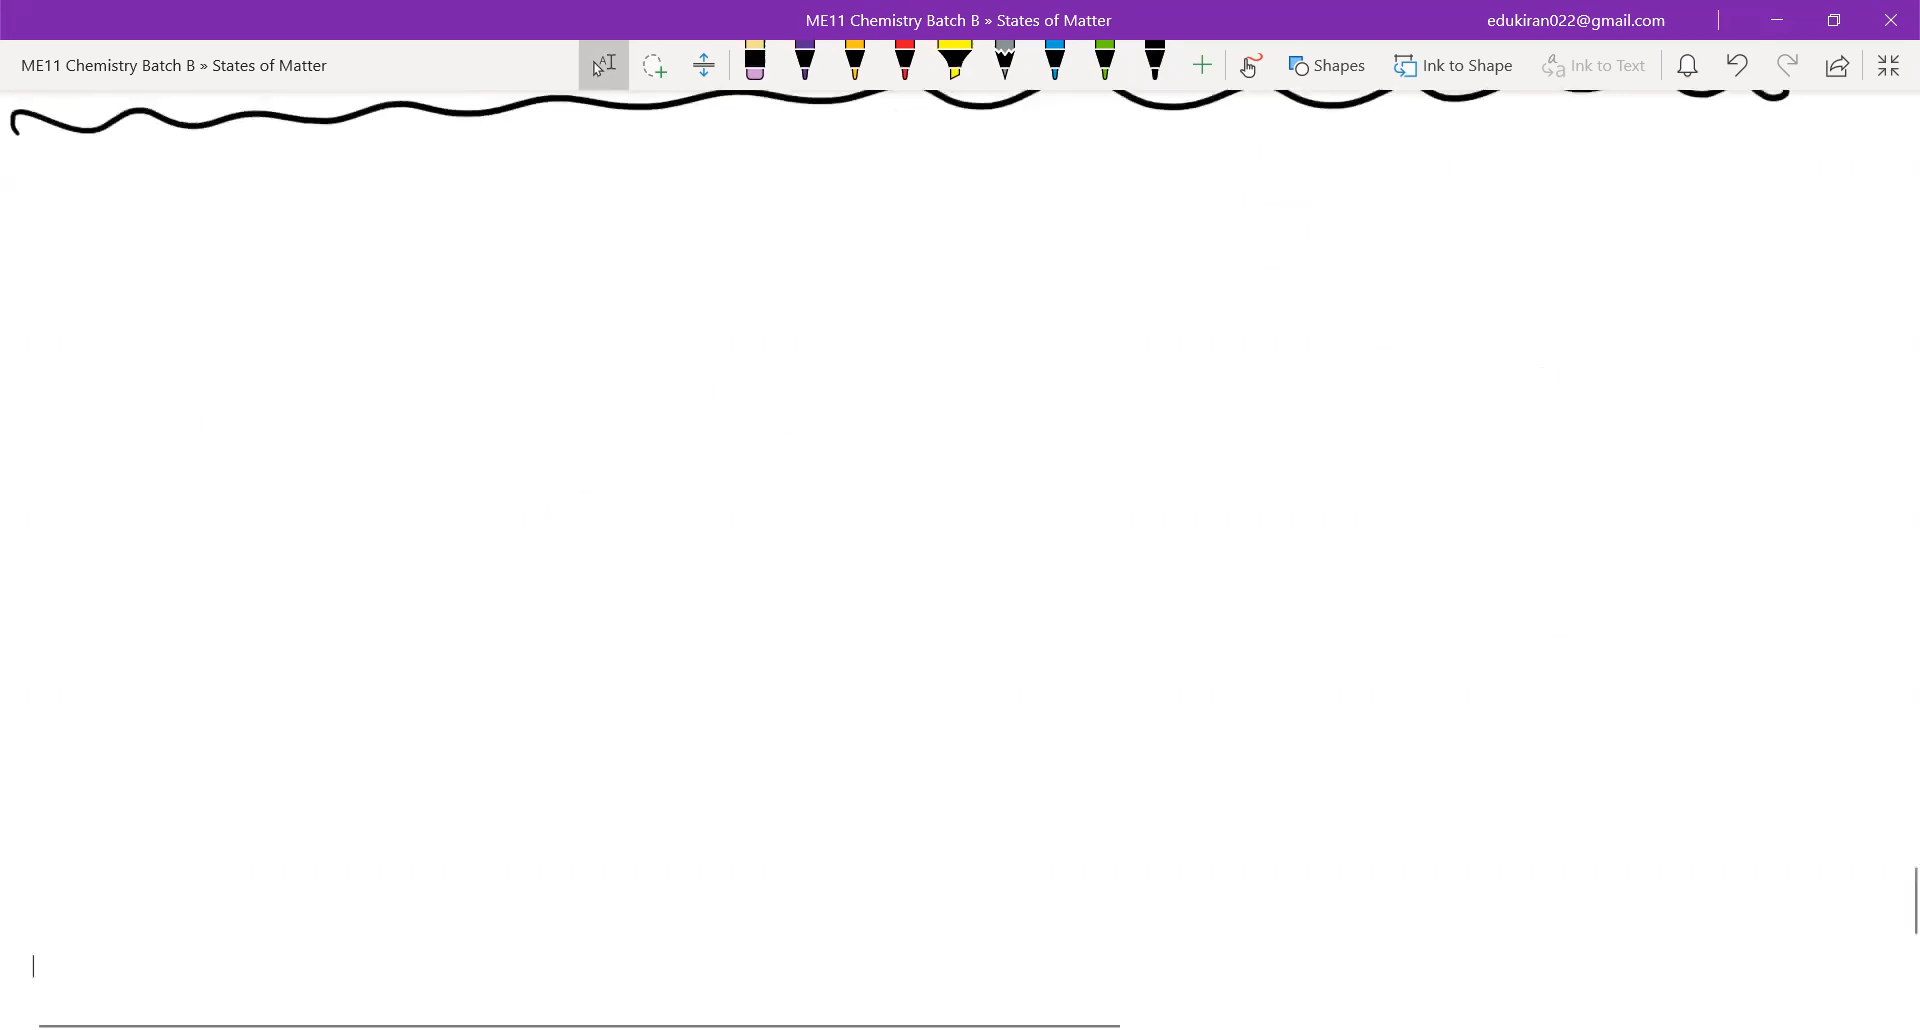 ME11 Chemistry Batch B » States of Matter
edukiran022@gmail.com
ME11 Chemistry Batch B » States of Matter
Shapes
Ink to Shape
Ink to Text